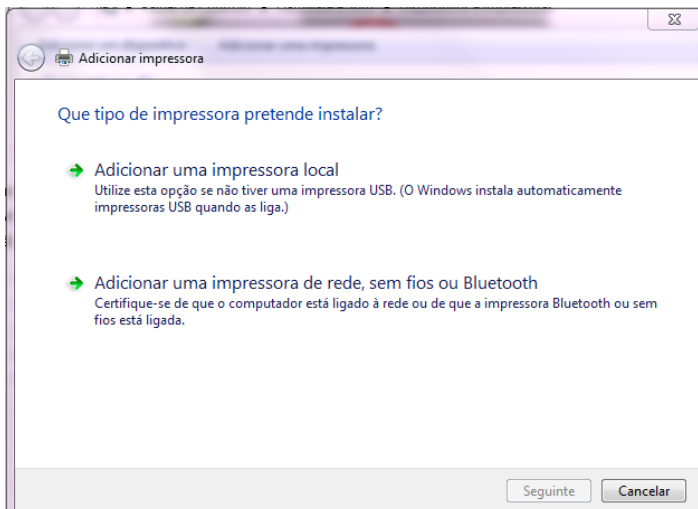 Adicionar impressora
Que tipo de impressora pretende instalar?
Adicionar uma impressora local
Utilize esta opção se não tiver uma impressora USB. (O Windows instala automaticamente
impressoras USB quando as liga.)
Adicionar uma impressora de rede, sem fios ou Bluetooth
Certifique-se de que o computador está ligado à rede ou de que a impressora Bluetooth ou sem
fios está ligada.
Seguinte
Cancelar